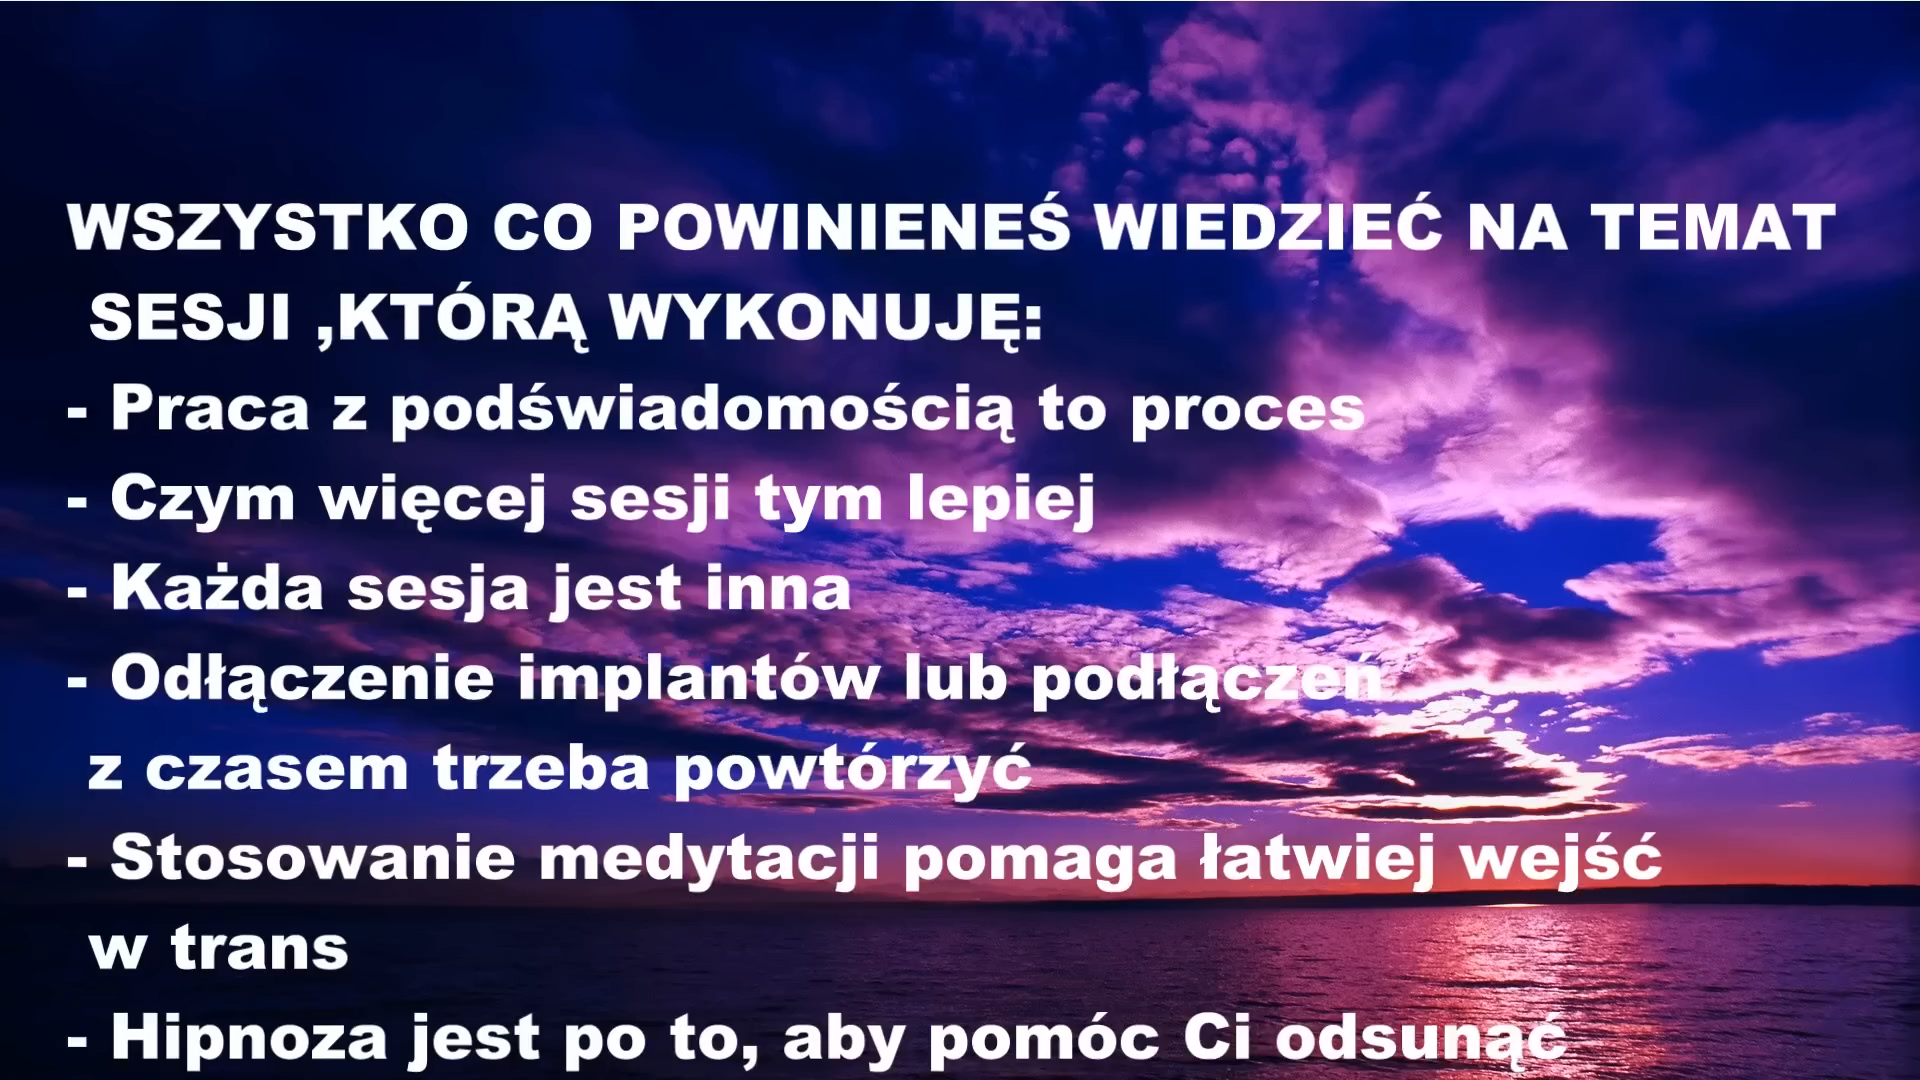 WSZYSTKO CO POWINIENEŚ WIEDZIEĆ NA TEMAT
SESJI ,KTÓRĄ WYKONUJĘ:
- Praca z podświadomością to proces
- Czym więcej sesji tym lepiej
- Każda sesja jest inna
- Odłączenie implantów lub podłączeń
z czasem trzeba powtórzyć
- Stosowanie medytacji pomaga łatwiej wejść
w trans
- Hipnoza jest po to, aby pomóc Ci odsunąć